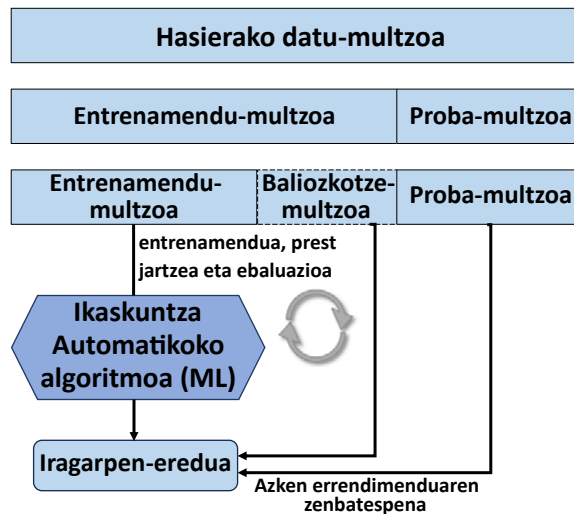 Hasierako datu-multzoa
Entrenamendu-multzoa
Proba-multzoa
Entrenamendu-
multzoa
Baliozkotze-
multzoa
Proba-multzoa
entrenamendua, prest
jartzea eta ebaluazioa
Ikaskuntza
Automatikoko
algoritmoa (ML)
Iragarpen-eredua
Azken errendimenduaren
zenbatespena